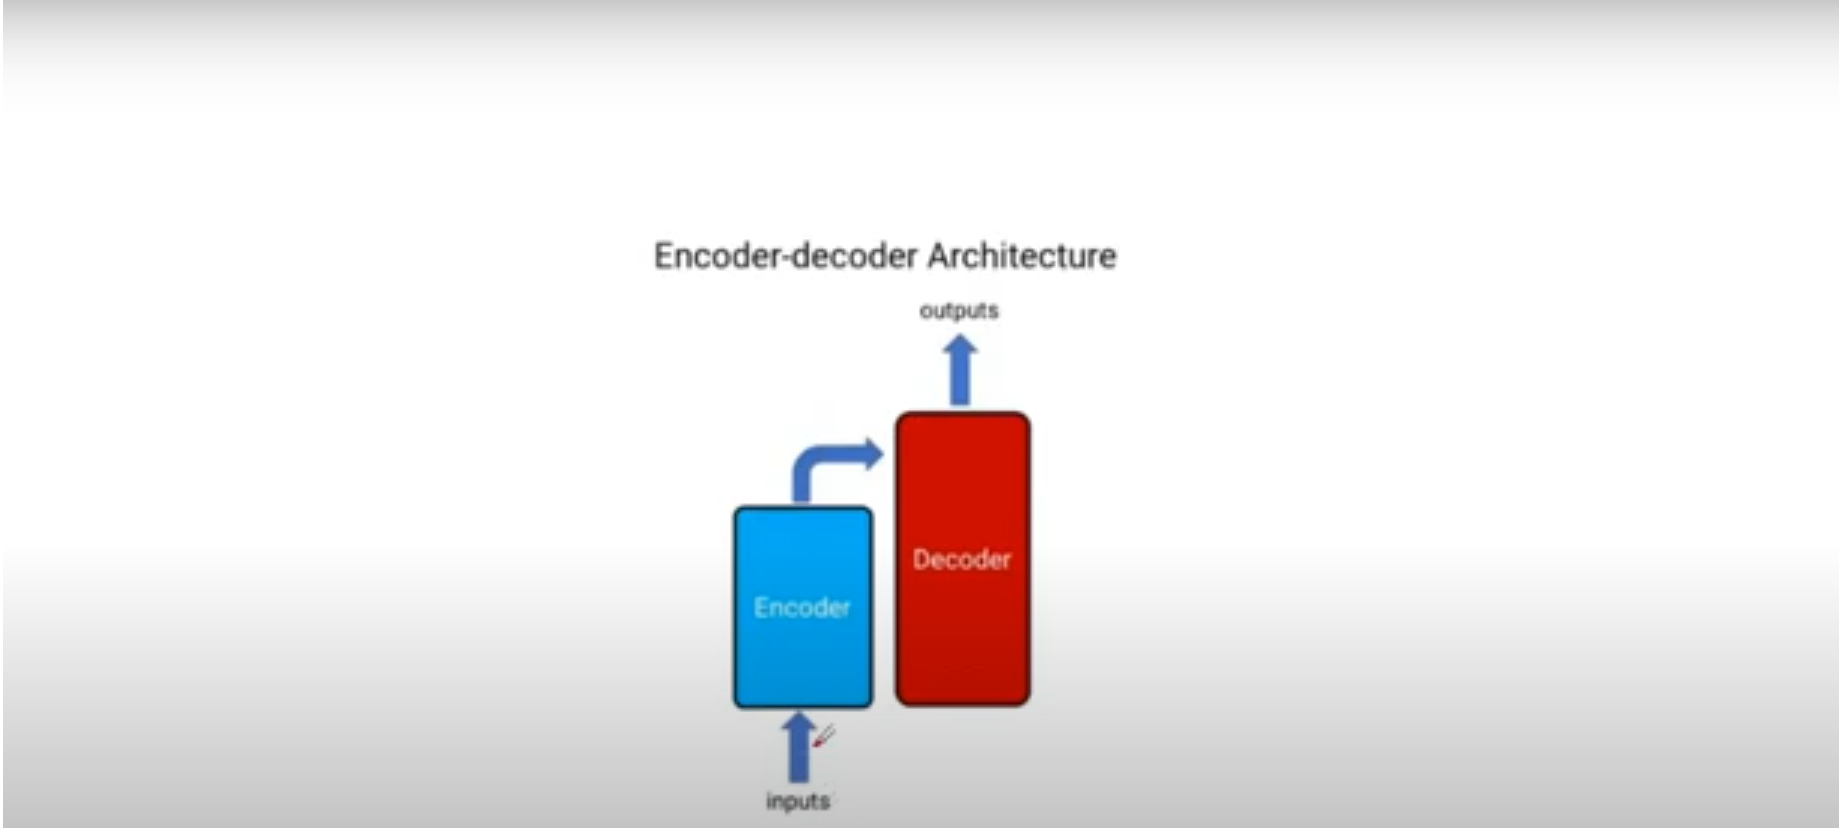 Encoder-decoder Architecture
outputs
Decoder
Encoder
inputs